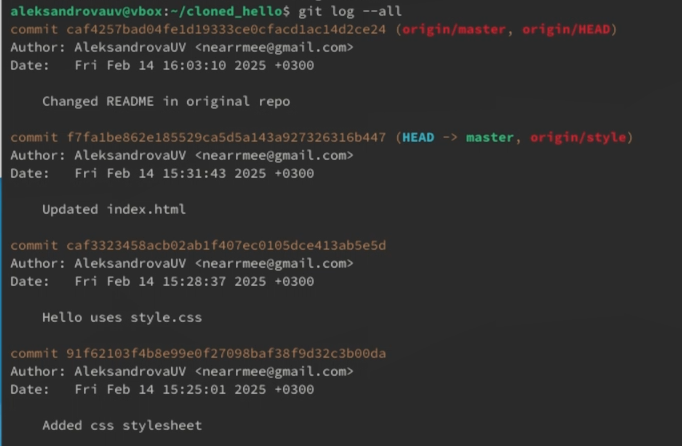 aleksandrovauv@vbox:~/cloned_hello$ git log --all
commit caf4257bad04fe1d19333ce0cfacd1ac14d2ce24 (origin/master, origin/HEAD)
Author: AleksandrovaUV <nearrmee@gmail.com>
Date:   Fri Feb 14 16:03:10 2025 +0300
Changed README in original repo
commit f7fa1be862e185529ca5d5a143a927326316b447 (HEAD -> master, origin/style)
Author: AleksandrovaUV <nearrmee@gmail.com>
Date:   Fri Feb 14 15:31:43 2025 +0300
Updated index.html
commit caf3323458acb02ab1f407ec0105dce413ab5e5d
Author: AleksandrovaUV <nearrmee@gmail.com>
Date:   Fri Feb 14 15:28:37 2025 +0300
Hello uses style.css
commit 91f62103f4b8e99e0f27098baf38f9d32c3b00da
Author: AleksandrovaUV <nearrmee@gmail.com>
Date:   Fri Feb 14 15:25:01 2025 +0300
Added css stylesheet